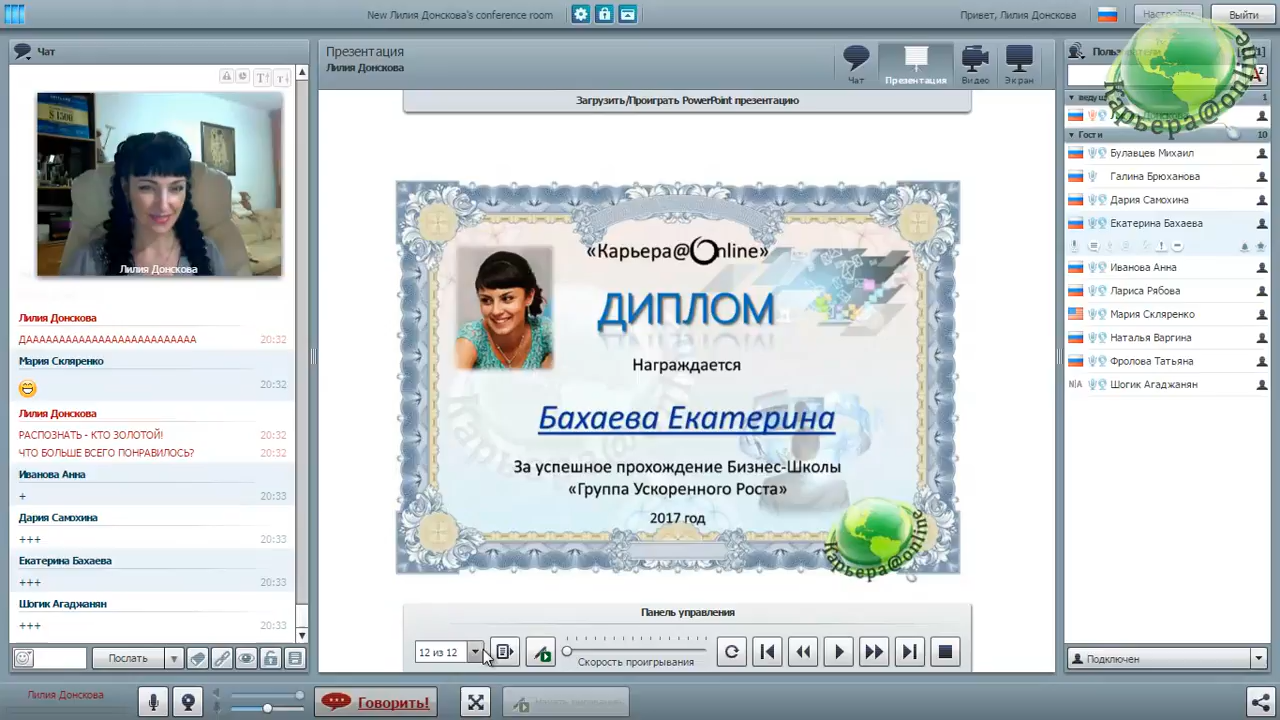 New Лилия Донскова's conference room
Привет, Лилия Донскова
Настройки
Выйти
Чат
Лилия Донскова
Лилия Донскова
ДААААААААААААААААААААААААААА
20:32
Мария Скляренко
20:32
Лилия Донскова
РАСПОЗНАТЬ - КТО ЗОЛОТОЙ!
20:32
ЧТО БОЛЬШЕ ВСЕГО ПОНРАВИЛОСЬ?
20:32
Иванова Анна
+
20:33
Дария Самохина
+++
20:33
Екатерина Бахаева
+++
20:33
Шогик Агаджанян
+++
20:33
Послать
Презентация
Лилия Донскова
Чат
Презентация
Видео
Экран
Загрузить/Проиграть PowerPoint презентацию
«Карьера@Online»
ДИПЛОМ
Награждается
Бахаева Екатерина
За успешное прохождение Бизнес-Школы
«Группа Ускоренного Роста»
2017 год
Карьера@online
Панель управления
12 из 12
Скорость проигрывания
Карьера@online
Гости
10
Булавцев Михаил
Галина Брюханова
Дария Самохина
Екатерина Бахаева
Иванова Анна
Лариса Рябова
Мария Скляренко
Наталья Варгина
Фролова Татьяна
N/A
Шогик Агаджанян
Подключен
Лилия Донскова
Говорить!